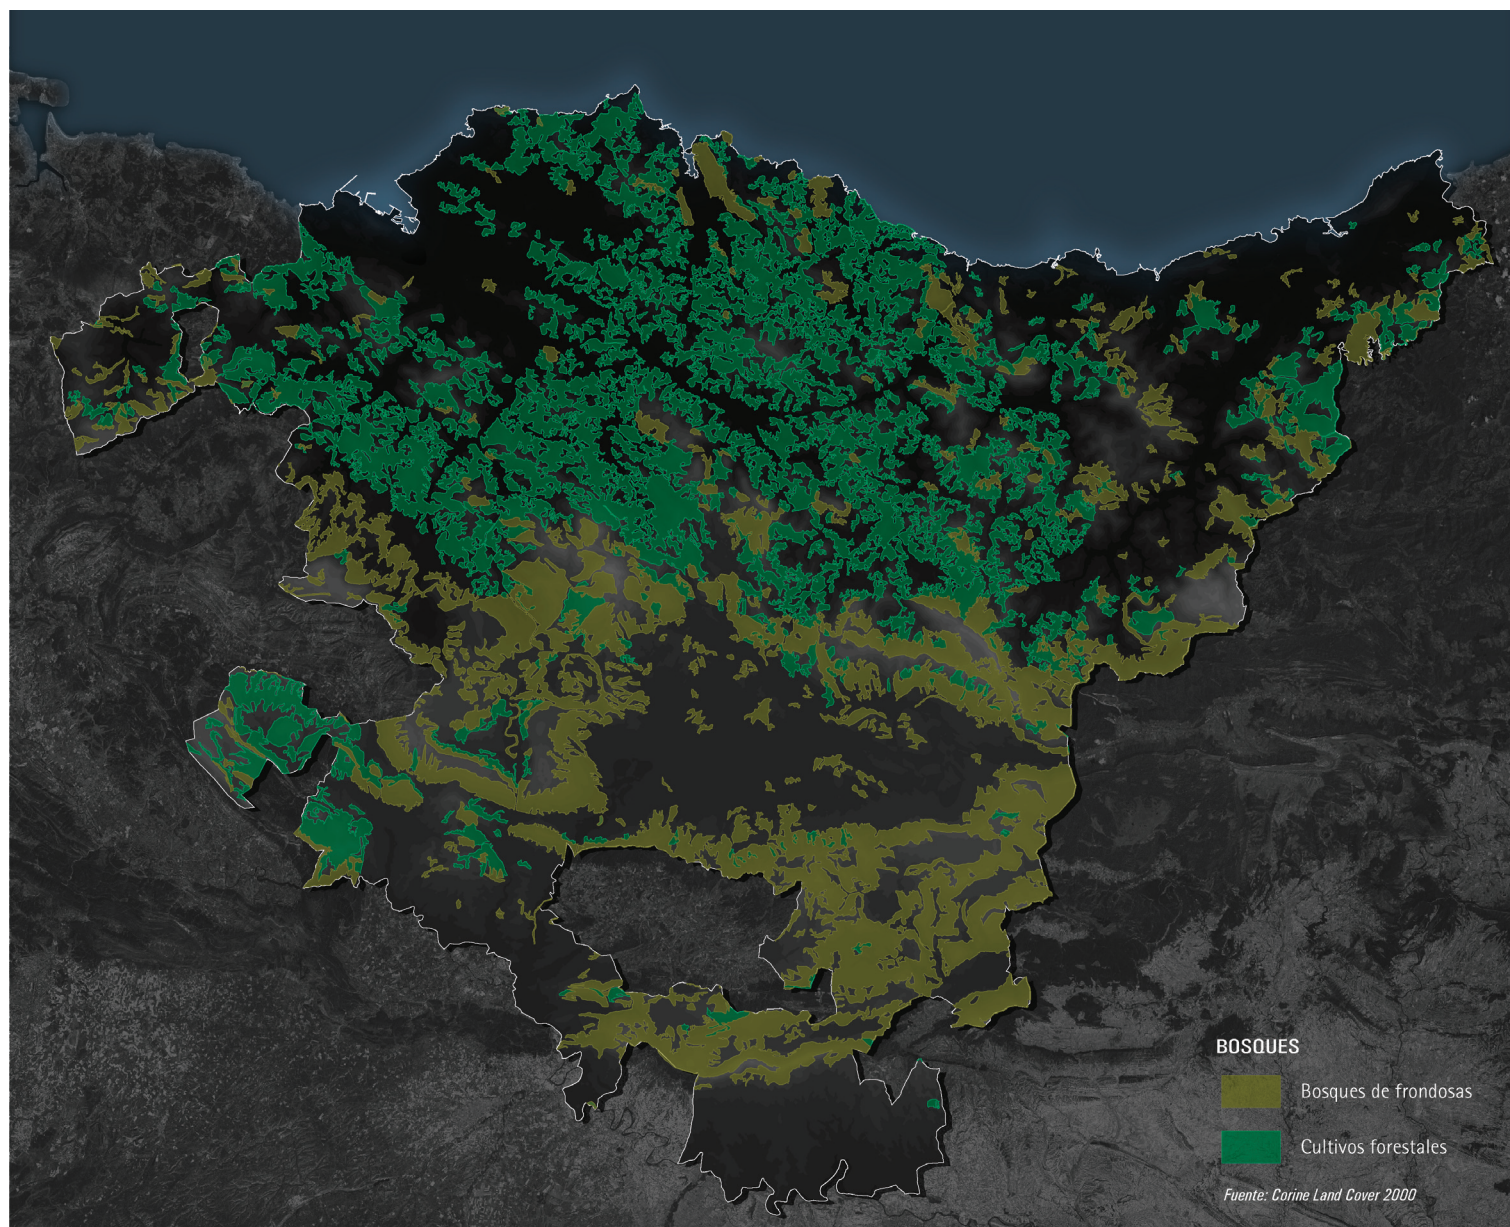 BOSQUES
Bosques de frondosas
Cultivos forestales
Fuente: Corine Land Cover 2000